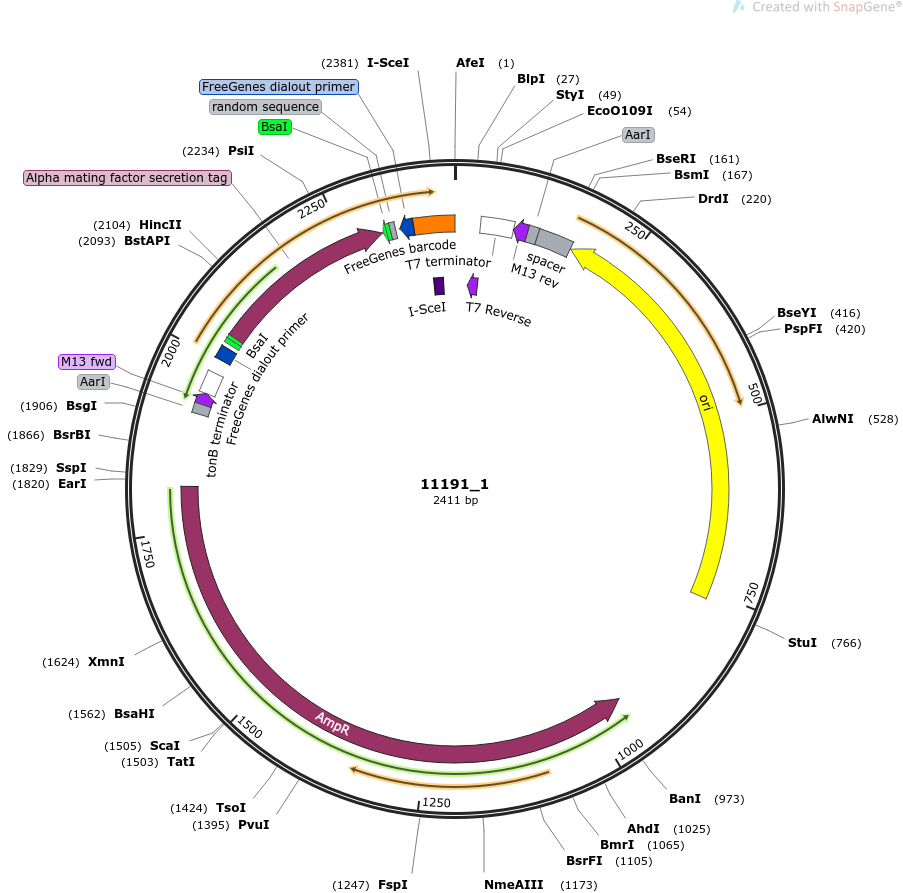 Created with SnapGene®
(2381) I-SceI
AfeI (1)
BlpI (27)
StyI (49)
EcoO109I (54)
FreeGenes dialout primer
random sequence
BsaI
AarI
(2234) PsiI
BseRI (161)
BsmI (167)
DrdI (220)
Alpha mating factor secretion tag
2250
250
(2104) HincII
(2093) BstAPI
FreeGenes barcode
T7 terminator
spacer
M13 rev
I-SceI
T7 Reverse
BseYI (416)
PspFI (420)
2000
BsaI
FreeGenes dialout primer
M13 fwd
AarI
tonB terminator
500
ori
(1906) BsgI
AlwNI (528)
(1866) BsrBI
(1829) SspI
(1820) EarI
11191_1
2411 bp
1750
750
StuI (766)
(1624) XmnI
(1562) BsaHI
AmpR
1500
1000
(1505) ScaI
(1503) TatI
BanI (973)
1250
(1424) TsoI
(1395) PvuI
AhdI (1025)
BmrI (1065)
BsrFI (1105)
(1247) FspI
NmeAIII (1173)